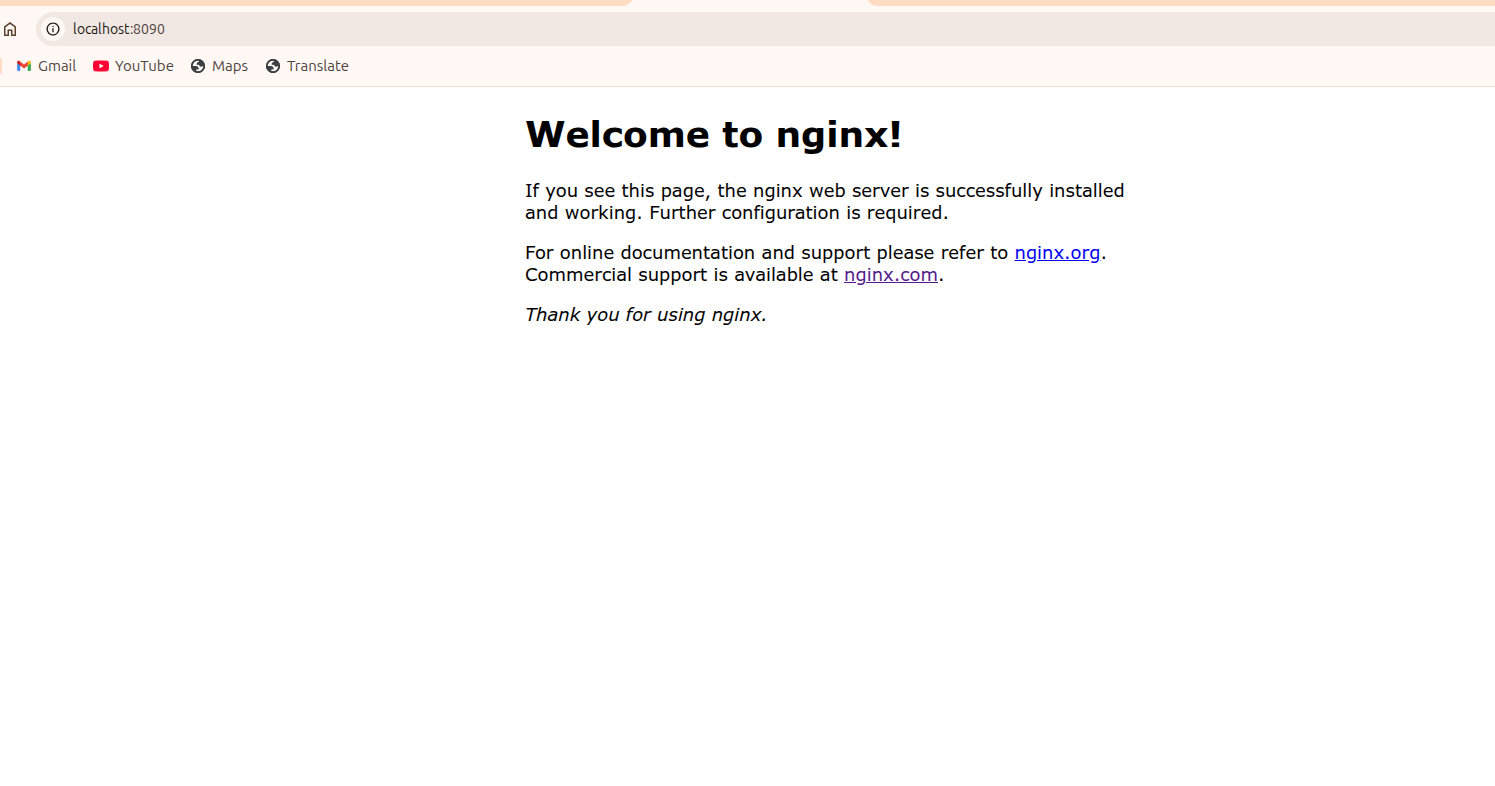 localhost:8090
Gmail YouTube Maps Translate
Welcome to nginx!
If you see this page, the nginx web server is successfully installed
and working. Further configuration is required.
For online documentation and support please refer to nginx.org.
Commercial support is available at nginx.com.
Thank you for using nginx.